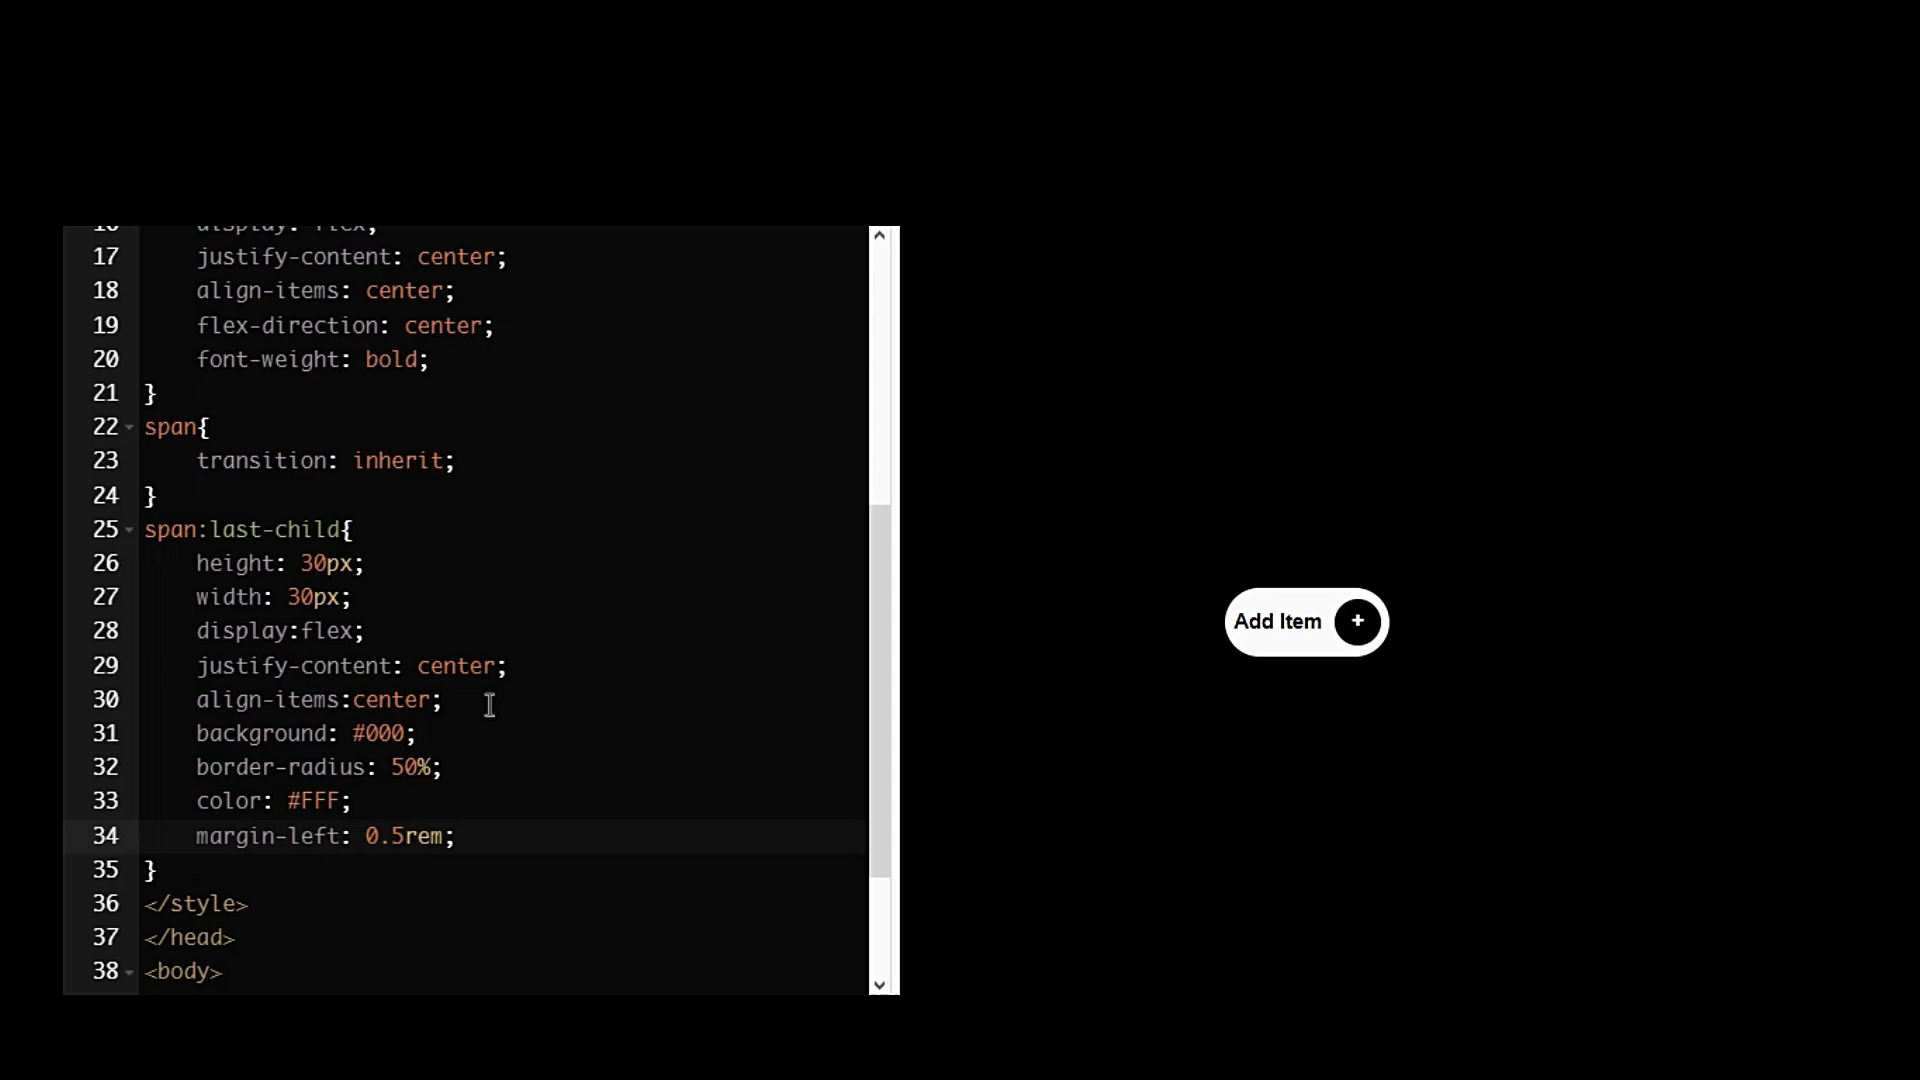 16 display: flex;
17 justify-content: center;
18 align-items: center;
19 flex-direction: center;
20 font-weight: bold;
21 }
22 span{
23 transition: inherit;
24 }
25 span:last-child{
26 height: 30px;
27 width: 30px;
28 display:flex;
29 justify-content: center;
30 align-items:center;
31 background: #000;
32 border-radius: 50%;
33 color: #FFF;
34 margin-left: 0.5rem;
35 }
36 </style>
37 </head>
38 <body>
Add Item +